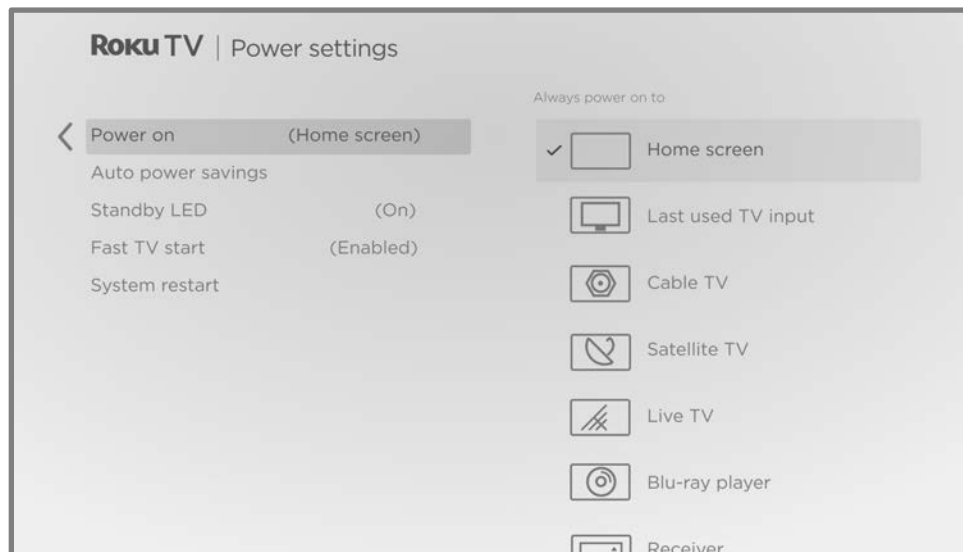 Roku TV | Power settings
Always power on to
Power on (Home screen)
Auto power savings
Standby LED (On)
Fast TV start (Enabled)
System restart
Home screen
Last used TV input
Cable TV
Satellite TV
Live TV
Blu-ray player
Receiver